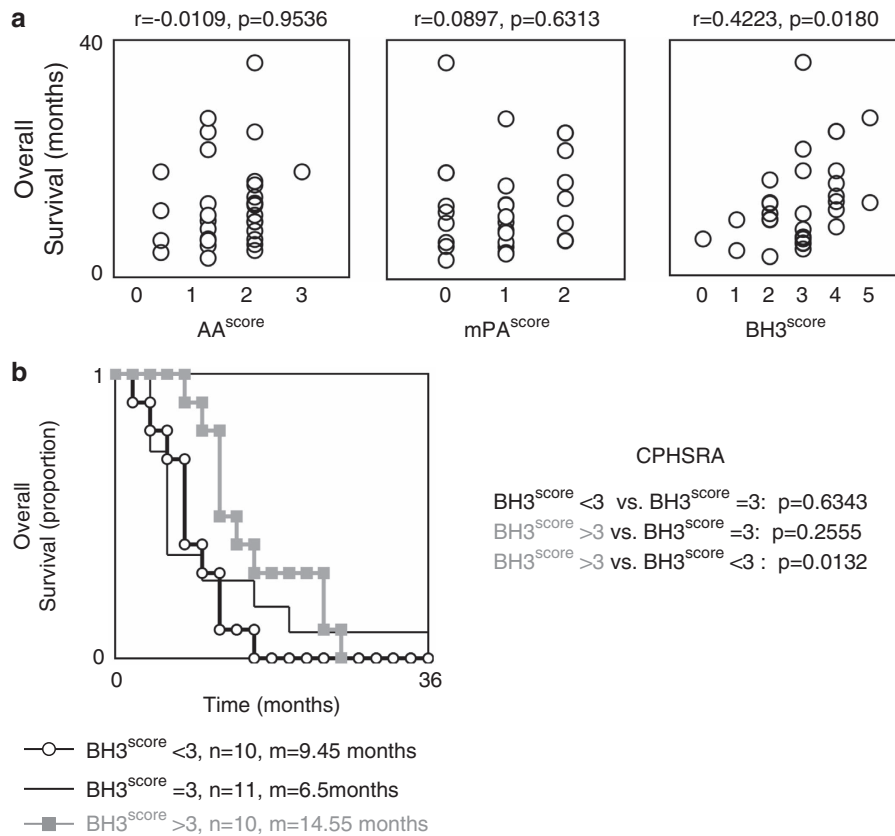 a
r=-0.0109, p=0.9536
r=0.0897, p=0.6313
r=0.4223, p=0.0180
Overall
Survival (months)
40
0
0 1 2 3
AAscore
0 1 2
mPAscore
0 1 2 3 4 5
BH3score
b
Overall
Survival (proportion)
1
0
0 36
Time (months)
CPHSRA
BH3score <3 vs. BH3score =3: p=0.6343
BH3score >3 vs. BH3score =3: p=0.2555
BH3score >3 vs. BH3score <3 : p=0.0132
BH3score <3, n=10, m=9.45 months
BH3score =3, n=11, m=6.5months
BH3score >3, n=10, m=14.55 months